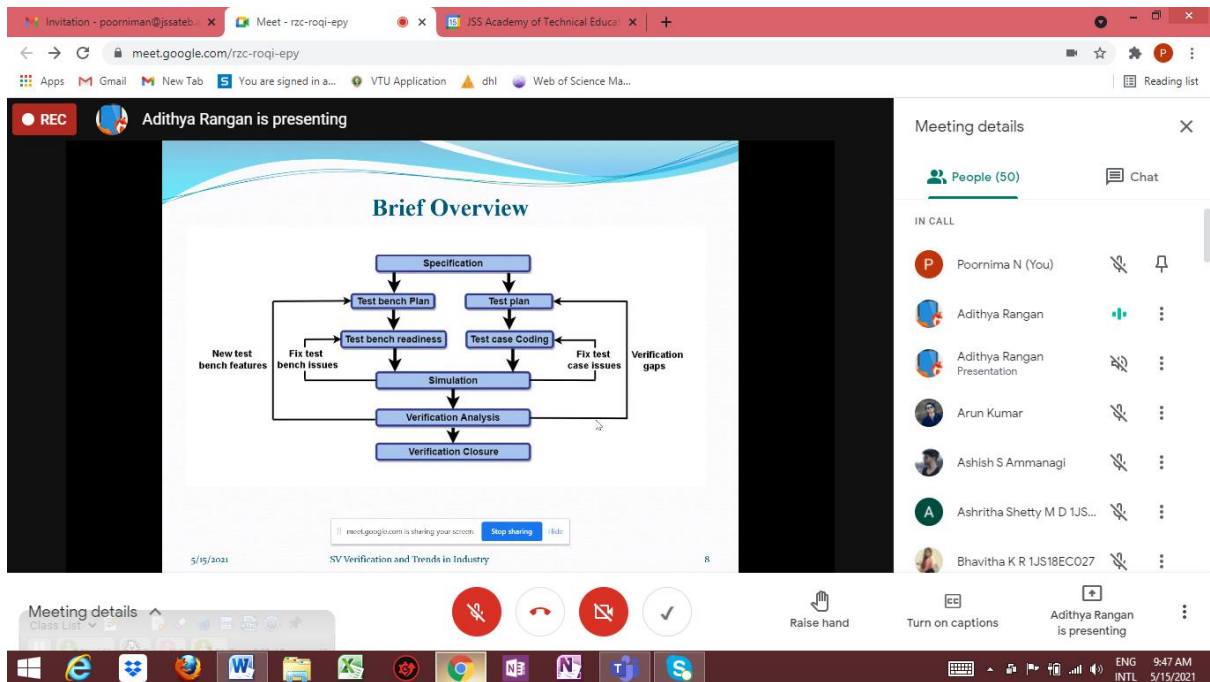 Invitation - poorniman@jssateb.
Meet - rzc-roqi-epy
JSS Academy of Technical Educat
meet.google.com/rzc-roqi-epy
P
Apps
Gmail
New Tab
You are signed in a...
VTU Application
dhl
Web of Science Ma...
Reading list
REC
Adithya Rangan is presenting
Brief Overview
Specification
Test bench Plan
Test plan
Test bench readiness
Test case Coding
New test
bench features
Fix test
bench issues
Fix test
case issues
Verification
gaps
Simulation
Verification Analysis
Verification Closure
meet.google.com is sharing your screen.
Stop sharing
Hide
5/15/2021
SV Verification and Trends in Industry
8
Meeting details
People (50)
Chat
IN CALL
P
Poornima N (You)
Adithya Rangan
Adithya Rangan
Presentation
Arun Kumar
Ashish S Ammanagi
A
Ashritha Shetty M D 1JS...
Bhavitha K R 1JS18EC027
Meeting details
Class List
Raise hand
CC
Turn on captions
Adithya Rangan
is presenting
ENG
INTL
9:47 AM
5/15/2021